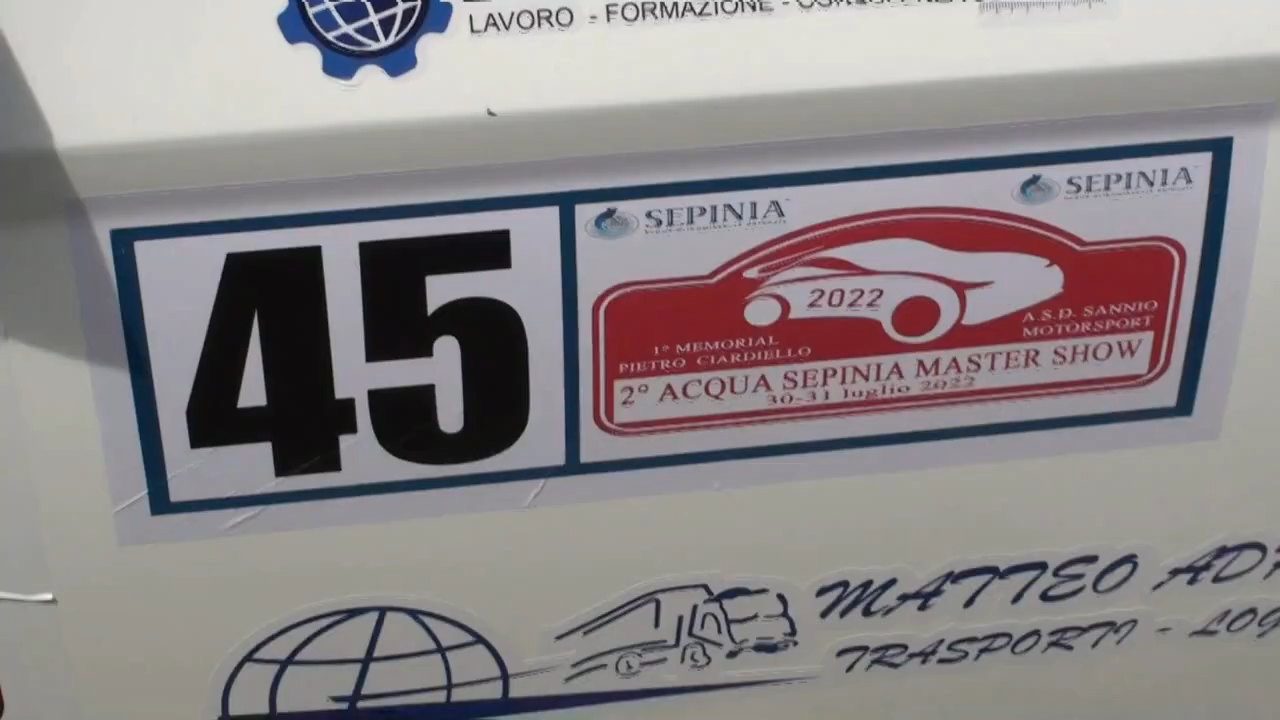 LAVORO - FORMAZIONE -
45
SEPINIA
SEPINIA
2022
1° MEMORIAL
PIETRO CIARDIELLO
A.S.D. SANNIO
MOTORSPORT
2° ACQUA SEPINIA MASTER SHOW
30-31 luglio 2022
MATTEO
TRASPORTI -